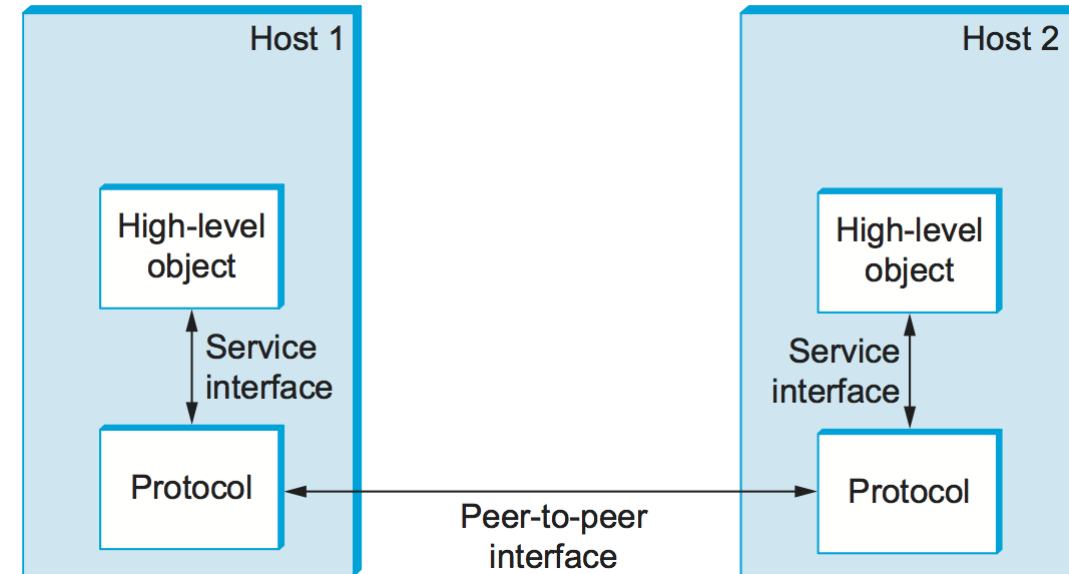 Host 1
High-level
object
Service
interface
Protocol
Peer-to-peer
interface
Host 2
High-level
object
Service
interface
Protocol